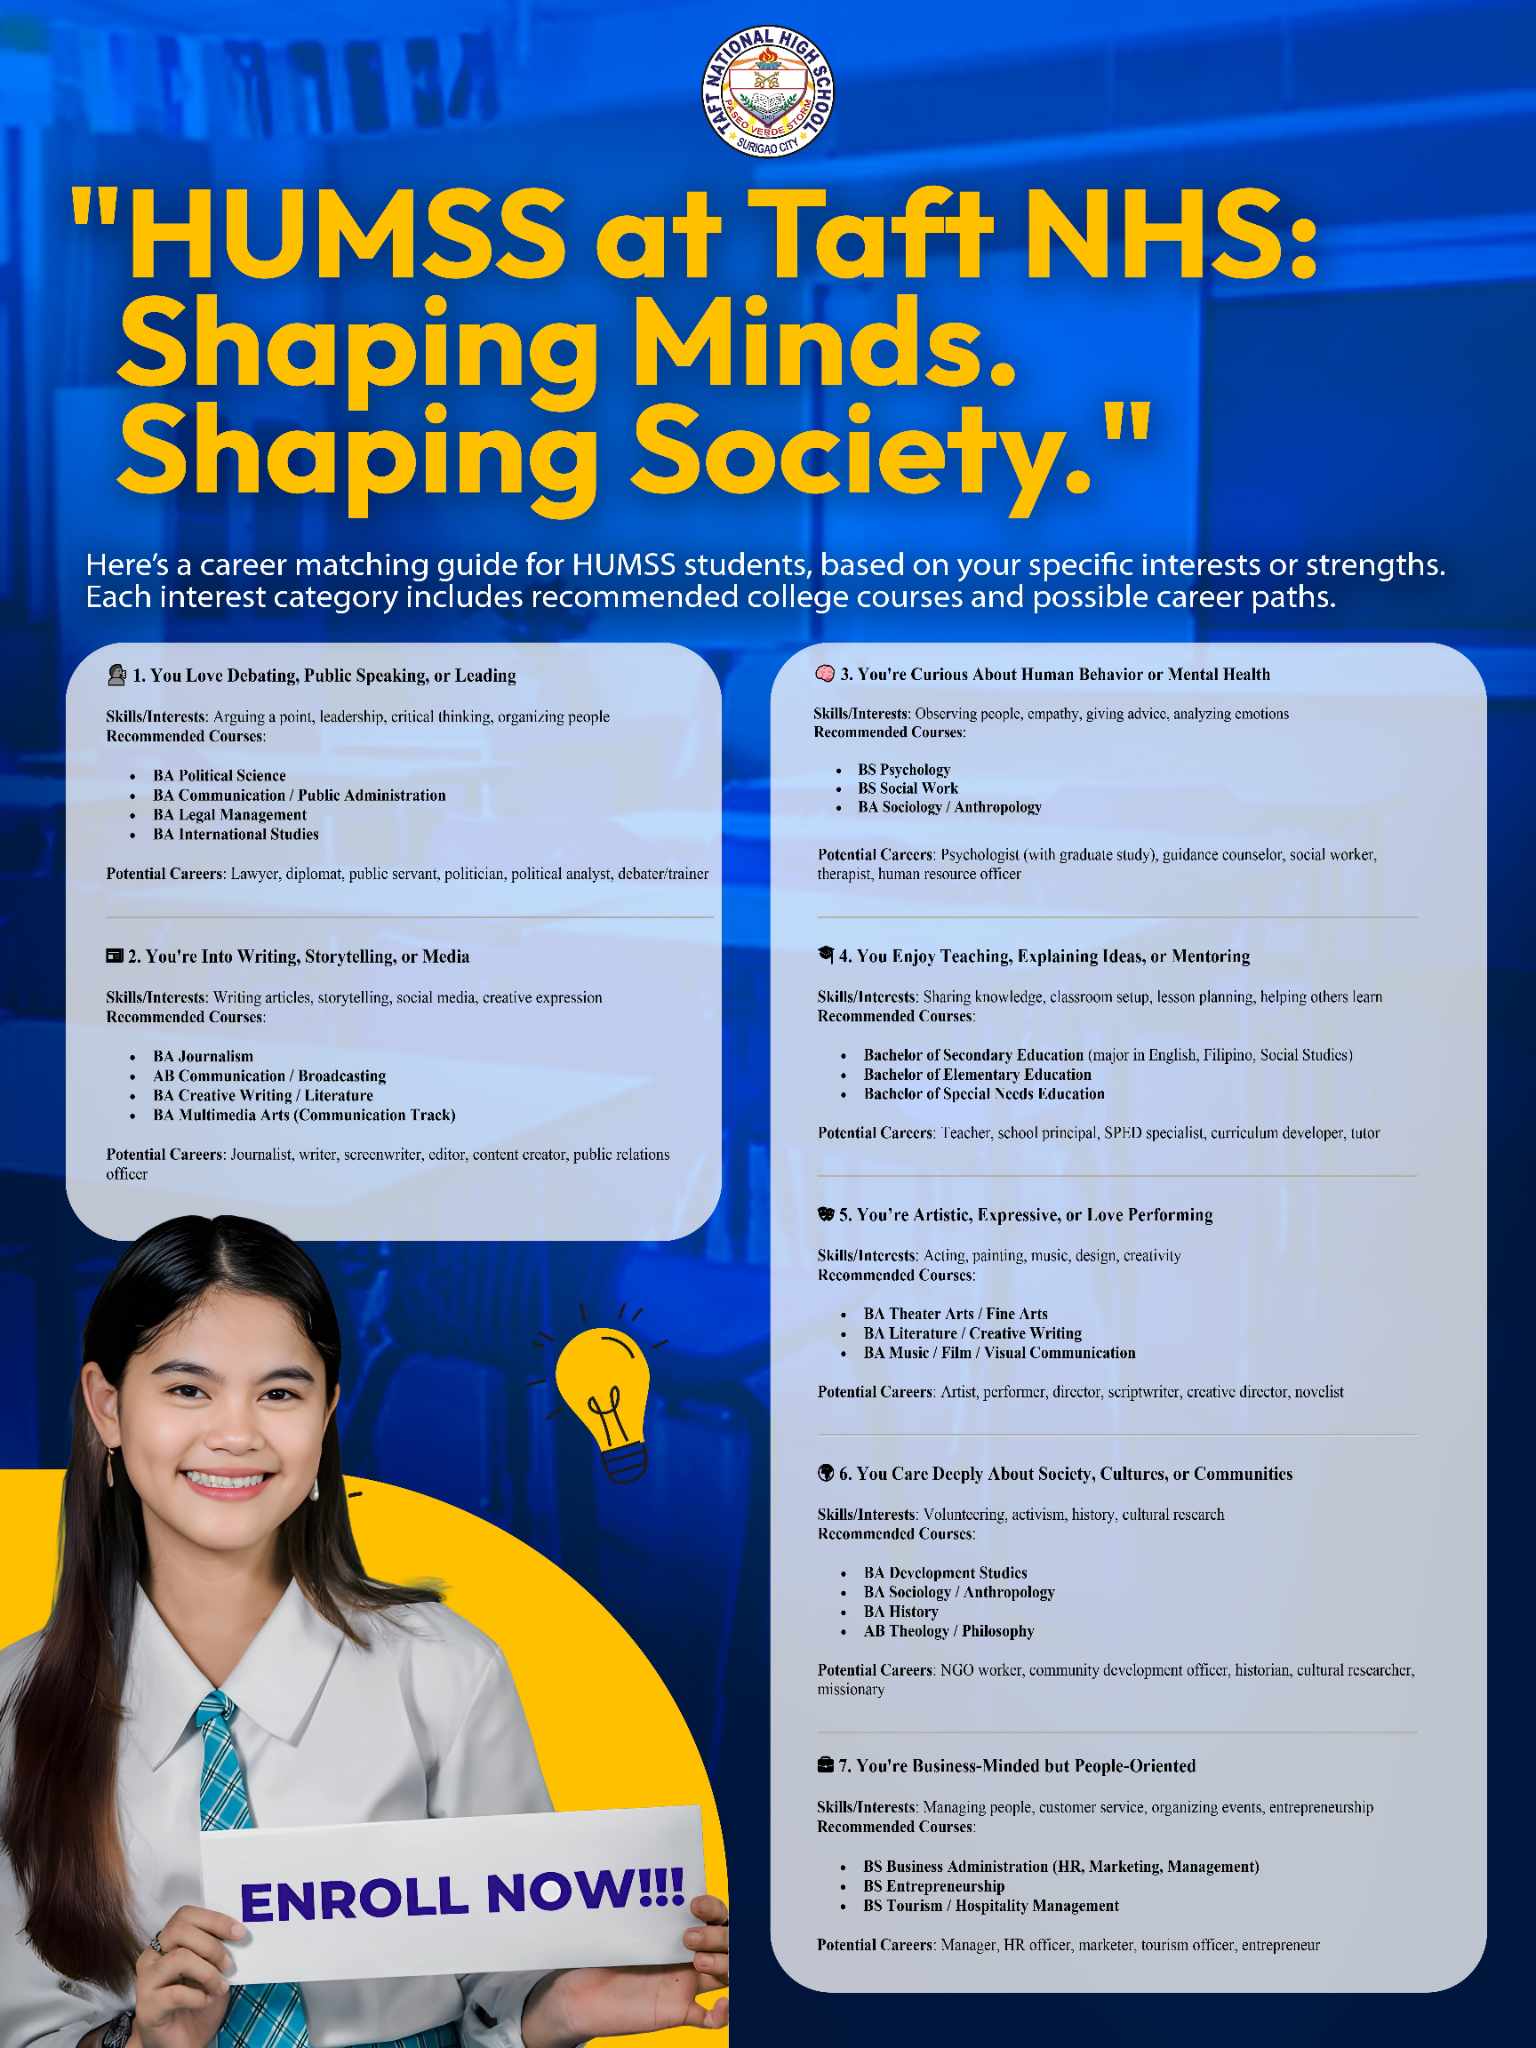 TAFT NATIONAL HIGH SCHOOL
PASEO VERDE STORM
SURIGAO CITY
"HUMSS at Taft NHS:
Shaping Minds.
Shaping Society."
Here's a career matching guide for HUMSS students, based on your specific interests or strengths.
Each interest category includes recommended college courses and possible career paths.
1. You Love Debating, Public Speaking, or Leading
Skills/Interests: Arguing a point, leadership, critical thinking, organizing people
Recommended Courses:
• BA Political Science
• BA Communication / Public Administration
• BA Legal Management
• BA International Studies
Potential Careers: Lawyer, diplomat, public servant, politician, political analyst, debater/trainer
2. You're Into Writing, Storytelling, or Media
Skills/Interests: Writing articles, storytelling, social media, creative expression
Recommended Courses:
• BA Journalism
• AB Communication / Broadcasting
• BA Creative Writing / Literature
• BA Multimedia Arts (Communication Track)
Potential Careers: Journalist, writer, screenwriter, editor, content creator, public relations
officer
3. You're Curious About Human Behavior or Mental Health
Skills/Interests: Observing people, empathy, giving advice, analyzing emotions
Recommended Courses:
• BS Psychology
• BS Social Work
• BA Sociology / Anthropology
Potential Careers: Psychologist (with graduate study), guidance counselor, social worker,
therapist, human resource officer
4. You Enjoy Teaching, Explaining Ideas, or Mentoring
Skills/Interests: Sharing knowledge, classroom setup, lesson planning, helping others learn
Recommended Courses:
• Bachelor of Secondary Education (major in English, Filipino, Social Studies)
• Bachelor of Elementary Education
• Bachelor of Special Needs Education
Potential Careers: Teacher, school principal, SPED specialist, curriculum developer, tutor
5. You're Artistic, Expressive, or Love Performing
Skills/Interests: Acting, painting, music, design, creativity
Recommended Courses:
• BA Theater Arts / Fine Arts
• BA Literature / Creative Writing
• BA Music / Film / Visual Communication
Potential Careers: Artist, performer, director, scriptwriter, creative director, novelist
6. You Care Deeply About Society, Cultures, or Communities
Skills/Interests: Volunteering, activism, history, cultural research
Recommended Courses:
• BA Development Studies
• BA Sociology / Anthropology
• BA History
• AB Theology / Philosophy
Potential Careers: NGO worker, community development officer, historian, cultural researcher,
missionary
7. You're Business-Minded but People-Oriented
Skills/Interests: Managing people, customer service, organizing events, entrepreneurship
Recommended Courses:
• BS Business Administration (HR, Marketing, Management)
• BS Entrepreneurship
• BS Tourism / Hospitality Management
Potential Careers: Manager, HR officer, marketer, tourism officer, entrepreneur
ENROLL NOW!!!